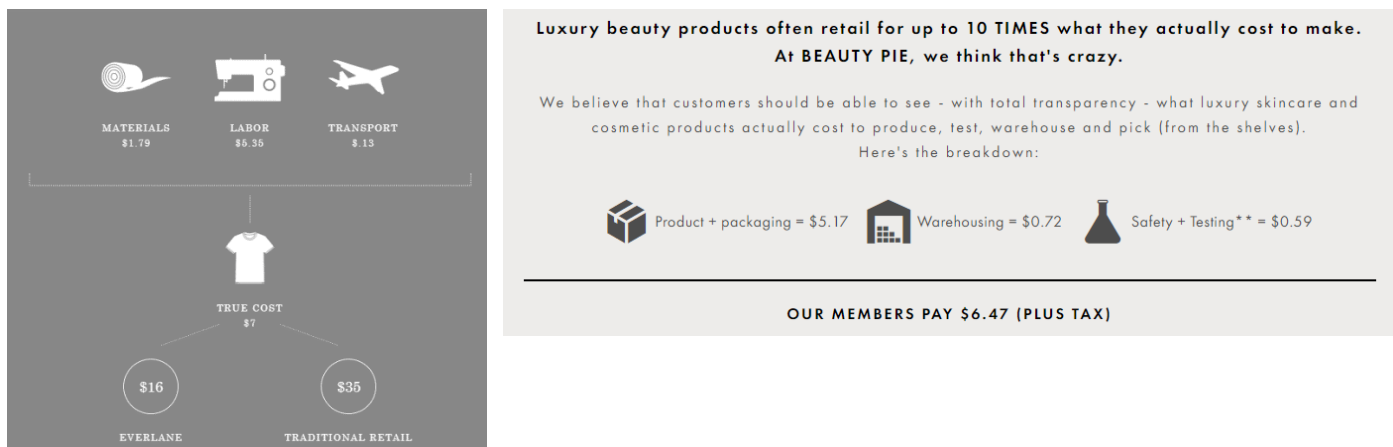 MATERIALS LABOR TRANSPORT
$1.79 $5.35 $.13
TRUE COST
$7
$16 $35
EVERLANE TRADITIONAL RETAIL
Luxury beauty products often retail for up to 10 TIMES what they actually cost to make.
At BEAUTY PIE, we think that's crazy.
We believe that customers should be able to see - with total transparency - what luxury skincare and
cosmetic products actually cost to produce, test, warehouse and pick (from the shelves).
Here's the breakdown:
Product + packaging = $5.17 Warehousing = $0.72 Safety + Testing** = $0.59
OUR MEMBERS PAY $6.47 (PLUS TAX)